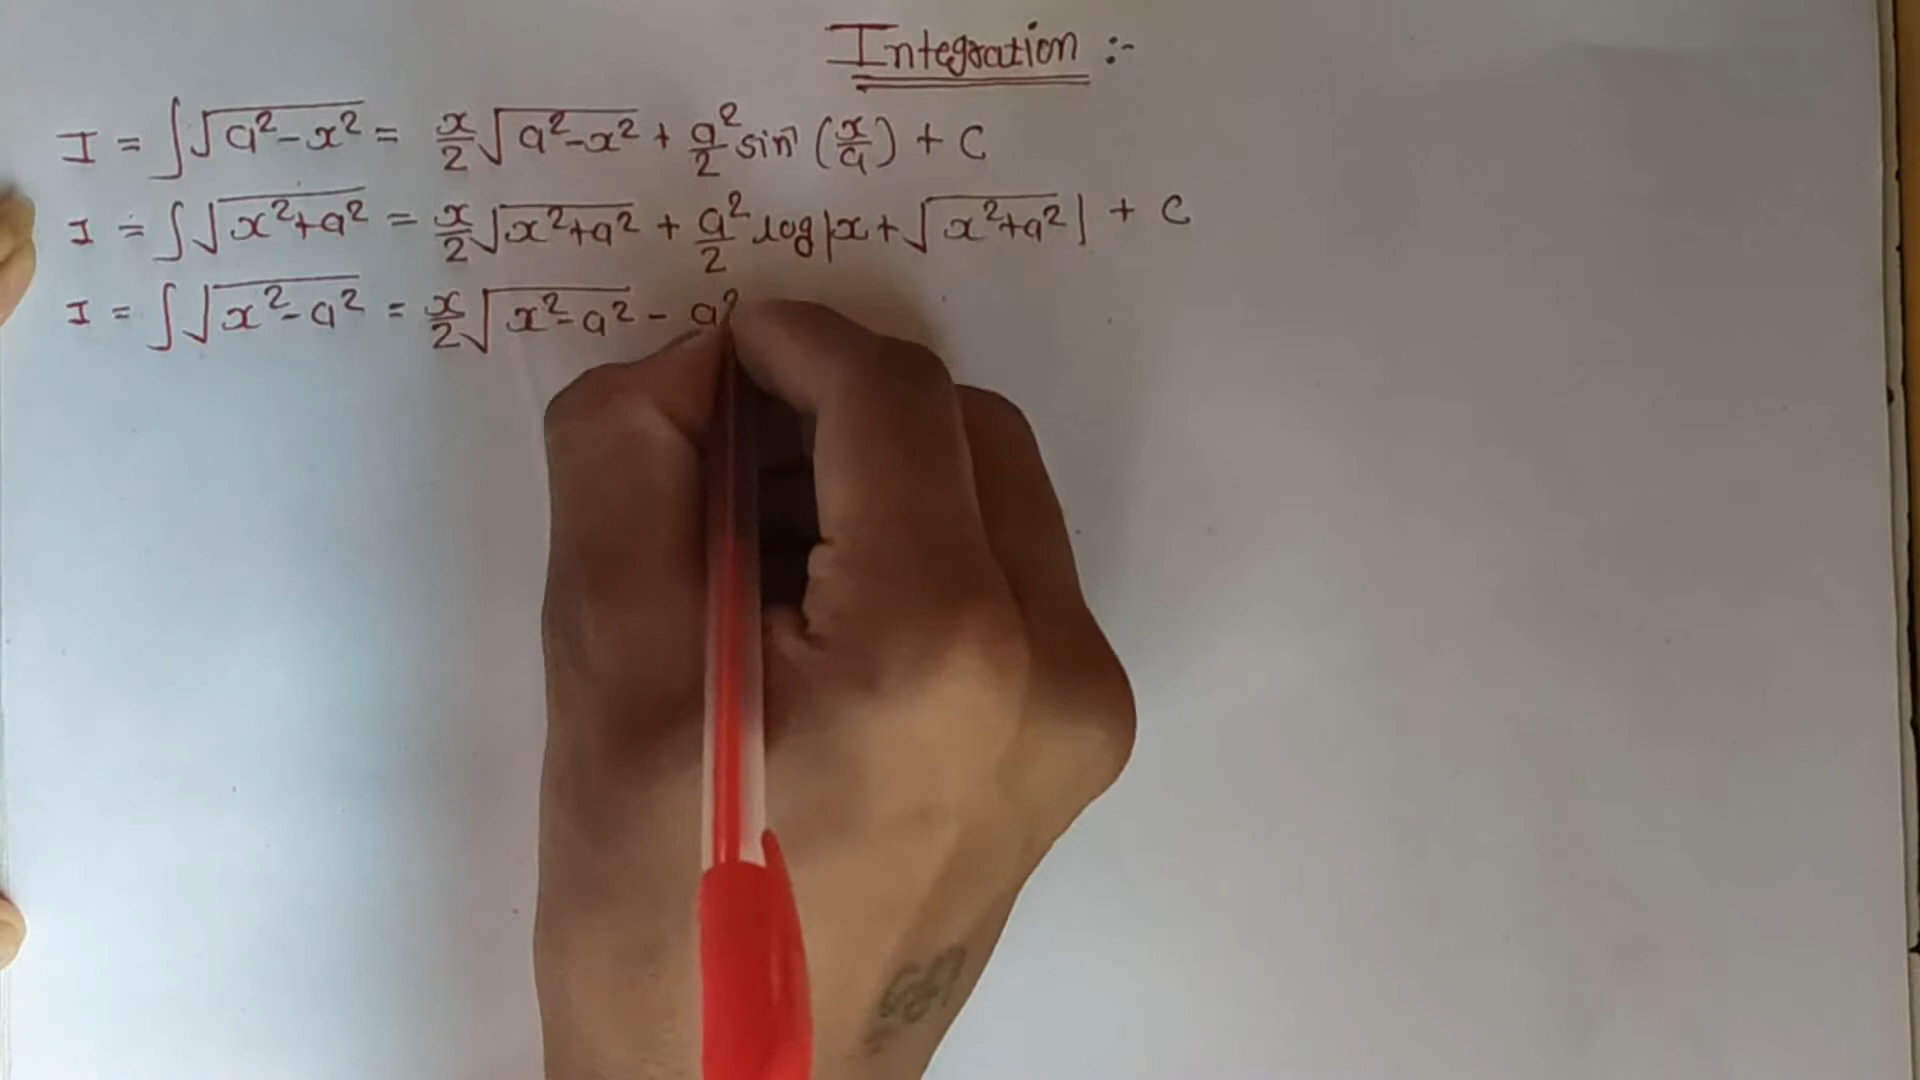 Integration :-
I = ∫√(a²-x²) = x/2 √(a²-x²) + a²/2 sin⁻¹ (x/a) + C
I = ∫√(x²+a²) = x/2 √(x²+a²) + a²/2 log|x+√(x²+a²)| + C
I = ∫√(x²-a²) = x/2 √(x²-a²) - a²